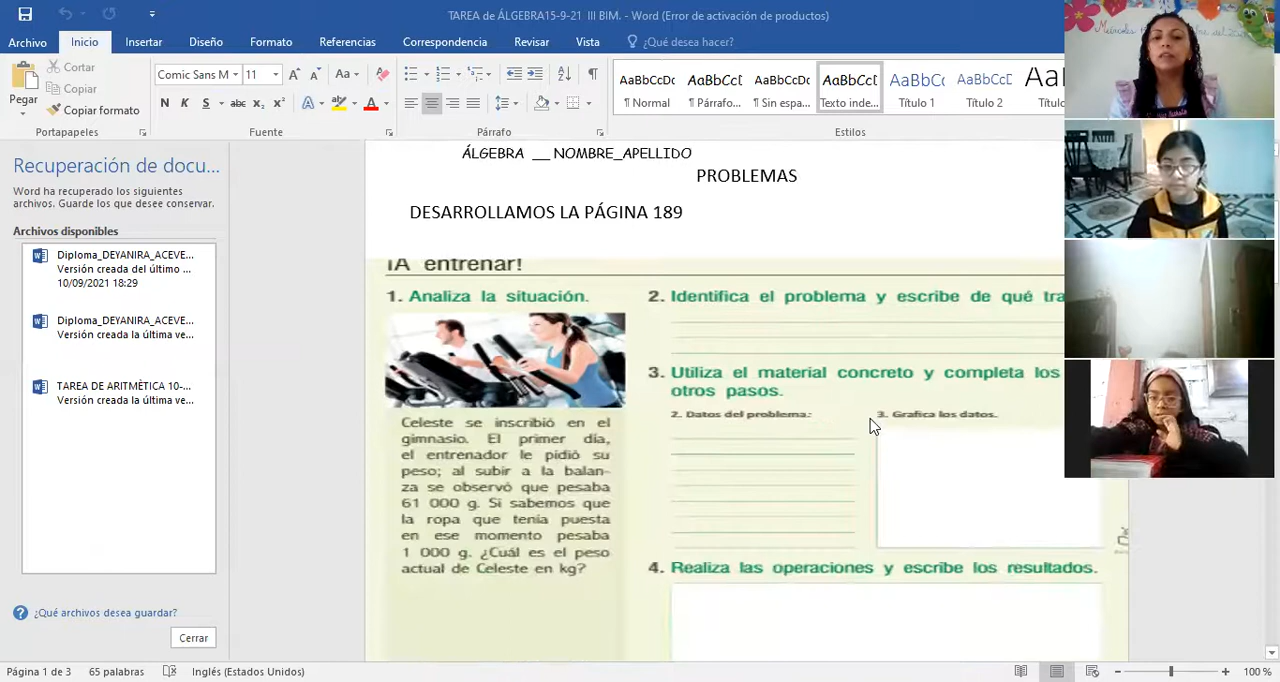 TAREA de ÁLGEBRA15-9-21 III BIM. - Word (Error de activación de productos)
Archivo Inicio Insertar Diseño Formato Referencias Correspondencia Revisar Vista ¿Qué desea hacer?
Pegar
Cortar
Copiar
Copiar formato
Portapapeles
Comic Sans M 11
N K S abc x₂ x²
Fuente
Párrafo
AaBbCcDc
¶ Normal
AaBbCcD
¶ Párrafo...
AaBbCcDc
¶ Sin espa...
AaBbCcD
Texto inde...
AaBbCc
Título 1
AaBbCcD
Título 2
Estilos
Recuperación de docu...
Word ha recuperado los siguientes
archivos. Guarde los que desee conservar.
Archivos disponibles
Diploma_DEYANIRA_ACEVE...
Versión creada del último ...
10/09/2021 18:29
Diploma_DEYANIRA_ACEVE...
Versión creada la última ve...
TAREA DE ARITMÉTICA 10-...
Versión creada la última ve...
¿Qué archivos desea guardar?
Cerrar
ÁLGEBRA __ NOMBRE_APELLIDO
PROBLEMAS
DESARROLLAMOS LA PÁGINA 189
¡A entrenar!
1. Analiza la situación.
Celeste se inscribió en el
gimnasio. El primer día,
el entrenador le pidió su
peso; al subir a la balan-
za se observó que pesaba
61 000 g. Si sabemos que
la ropa que tenía puesta
en ese momento pesaba
1 000 g. ¿Cuál es el peso
actual de Celeste en kg?
2. Identifica el problema y escribe de qué tra
3. Utiliza el material concreto y completa los
otros pasos.
2. Datos del problema:
3. Grafica los datos.
4. Realiza las operaciones y escribe los resultados.
Página 1 de 3 65 palabras Inglés (Estados Unidos) 100 %